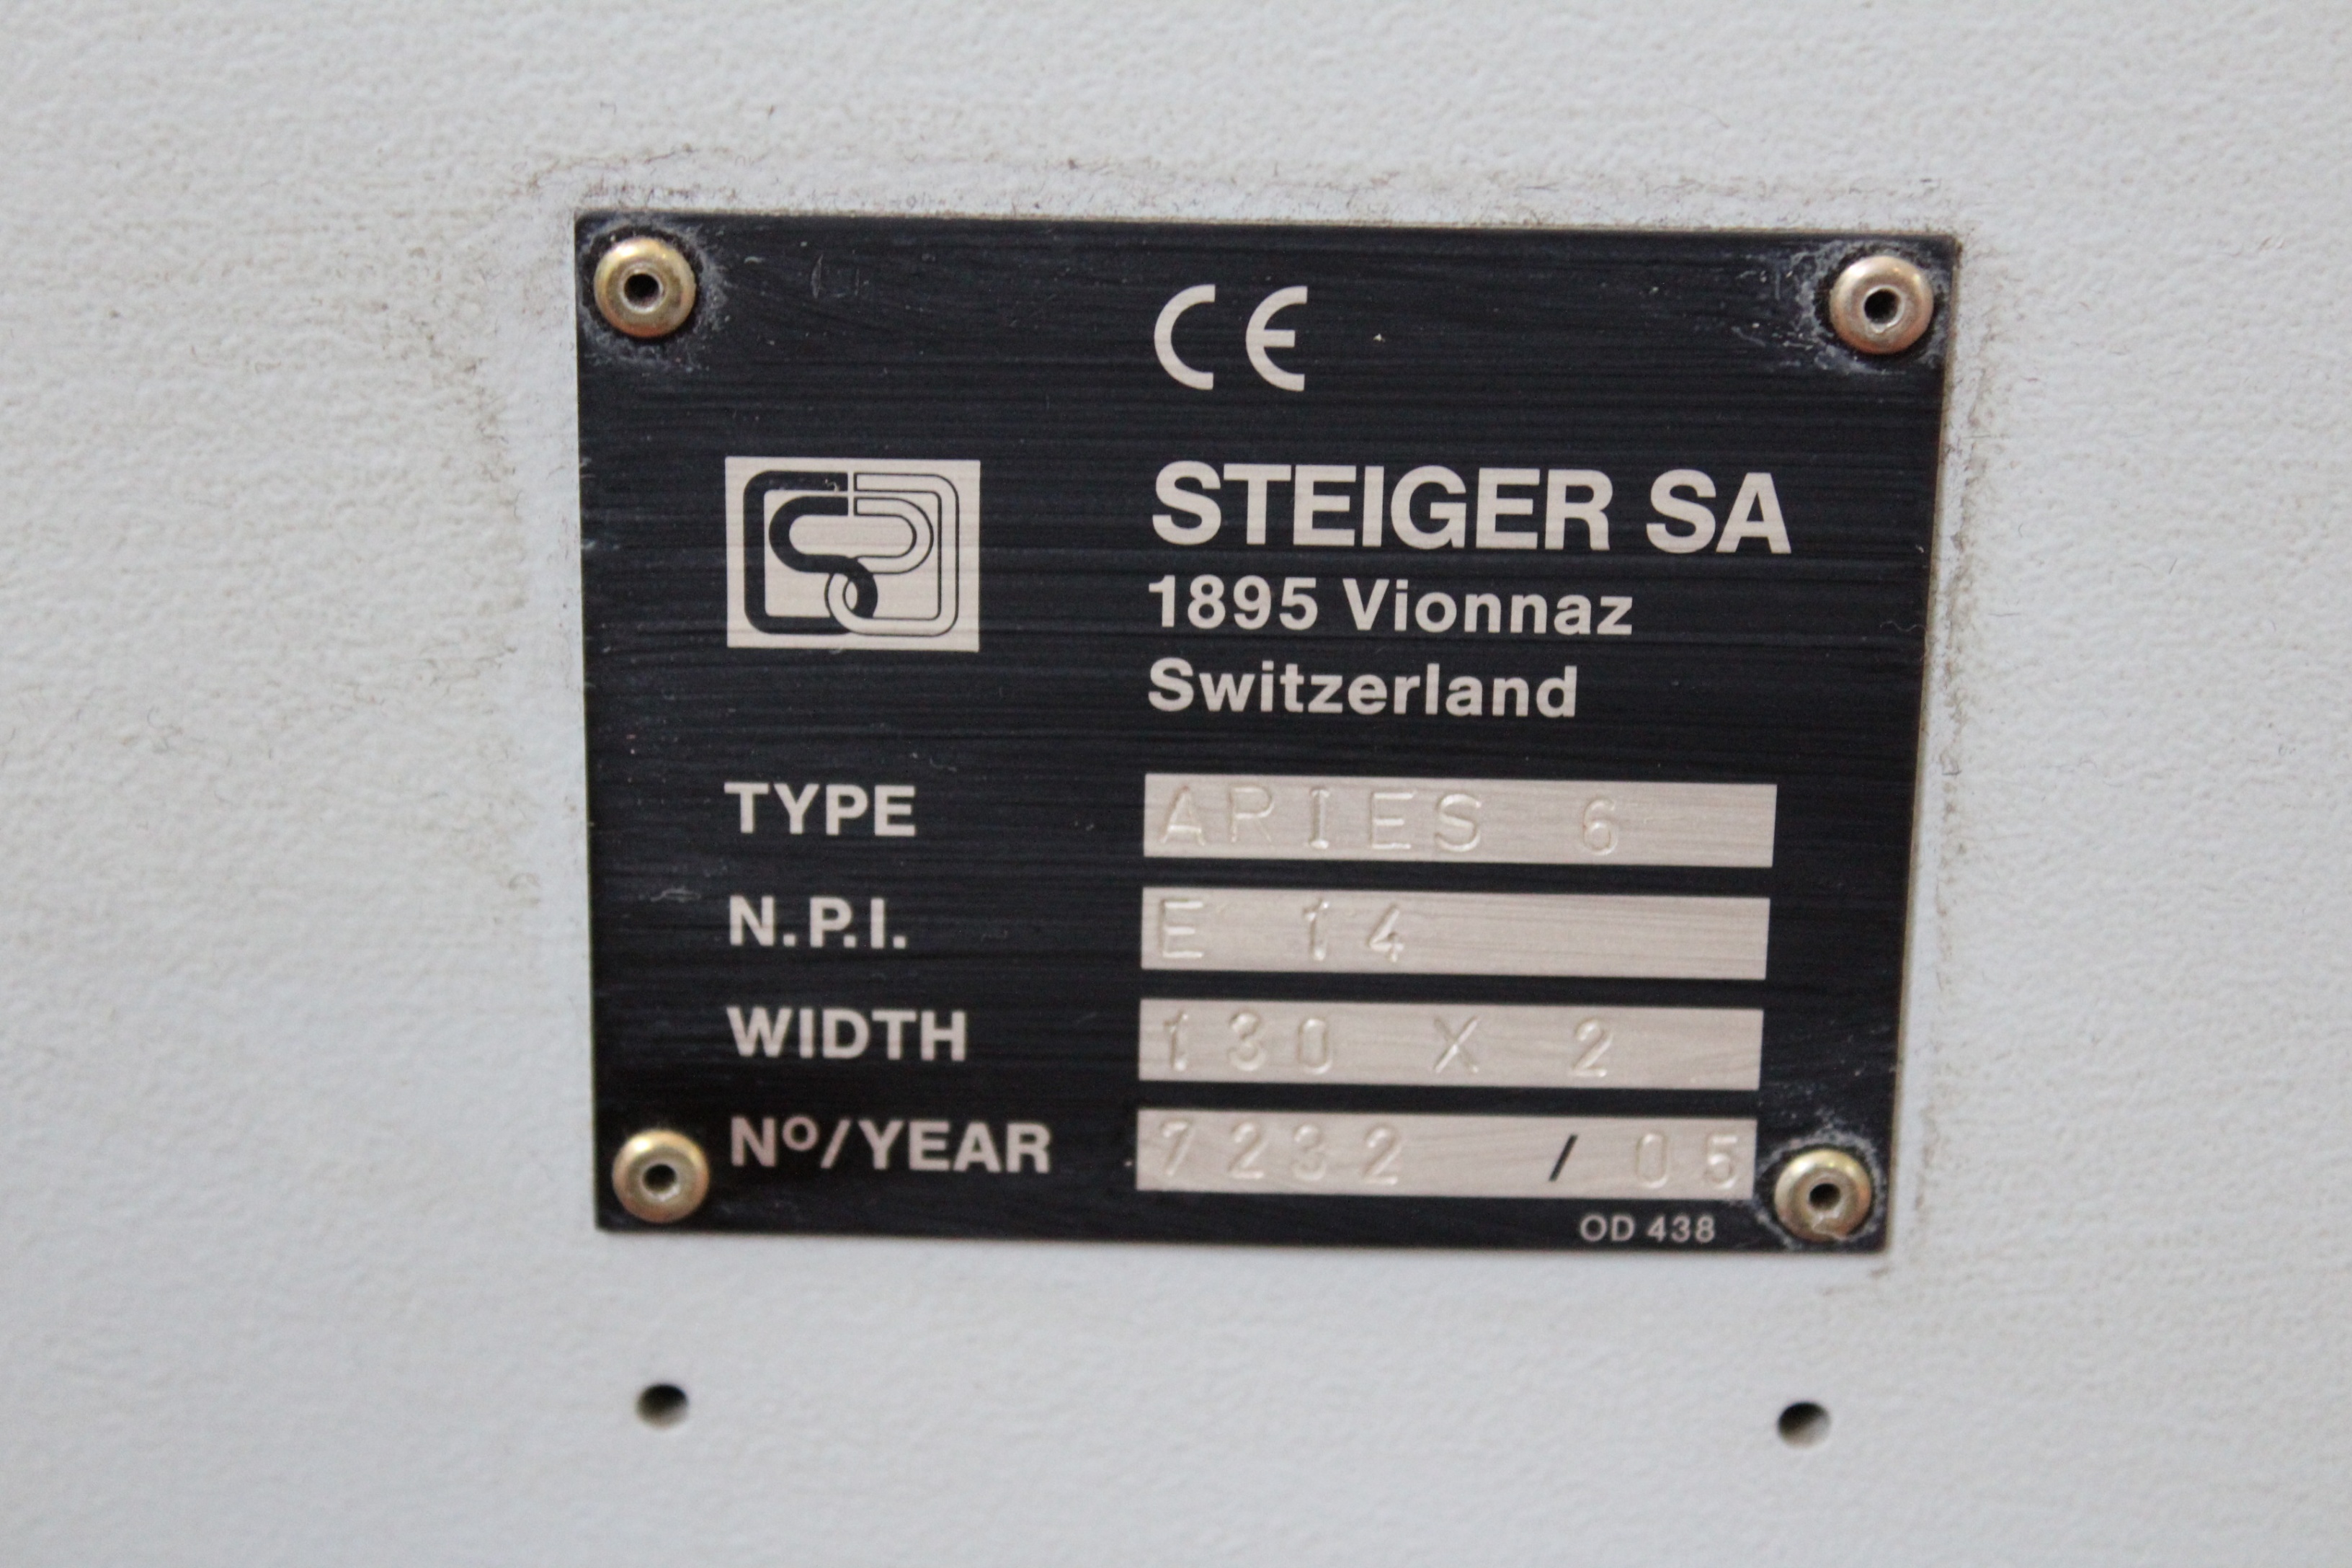 CE
STEIGER SA
1895 Vionnaz
Switzerland
TYPE ARIES 6
N.P.I. E 14
WIDTH 130 X 2
Nº/YEAR 7232 / 05
OD 438